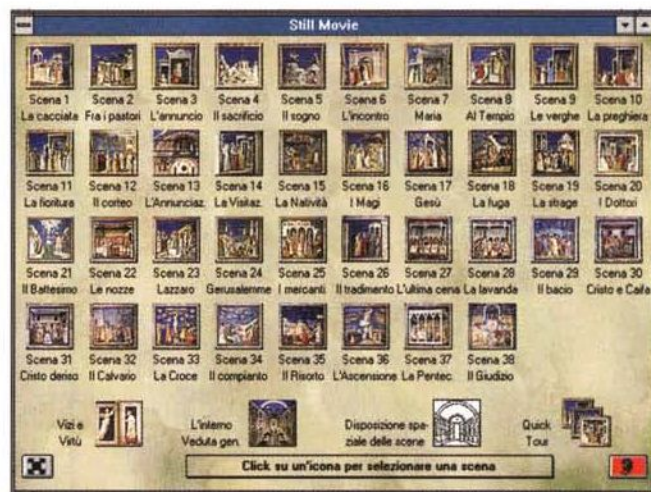 Still Movie
Scena 1 Scena 2 Scena 3 Scena 4 Scena 5 Scena 6 Scena 7 Scena 8 Scena 9 Scena 10
La cacciata Fra i pastori L'annuncio Il sacrificio Il sogno L'incontro Maria Al Tempio Le verghe La preghiera
Scena 11 Scena 12 Scena 13 Scena 14 Scena 15 Scena 16 Scena 17 Scena 18 Scena 19 Scena 20
La fioritura Il corteo L'Annunciaz. La Visitaz. La Natività I Magi Gesù La fuga La strage I Dottori
Scena 21 Scena 22 Scena 23 Scena 24 Scena 25 Scena 26 Scena 27 Scena 28 Scena 29 Scena 30
Il Battesimo Le nozze Lazzaro Gerusalemme I mercanti Il tradimento L'ultima cena La lavanda Il bacio Cristo e Caifa
Scena 31 Scena 32 Scena 33 Scena 34 Scena 35 Scena 36 Scena 37 Scena 38
Cristo deriso Il Calvario La Croce Il compianto Il Risorto L'Ascensione La Pentec. Il Giudizio
Vizi e L'interno Disposizione spa- Quick
Virtù Veduta gen. ziale delle scene Tour
Click su un'icona per selezionare una scena